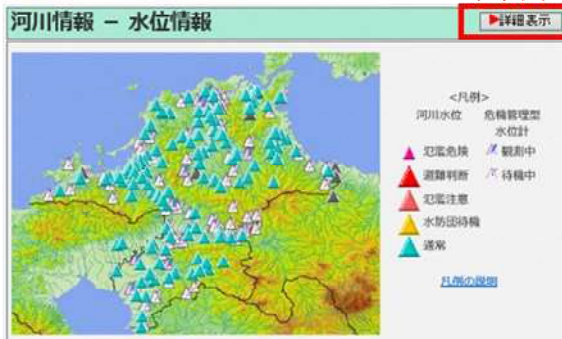 河川情報 － 水位情報
▶詳細表示
<凡例>
河川水位 危機管理型
水位計
氾濫危険 観測中
避難判断 待機中
氾濫注意
水防団待機
通常
凡例の説明